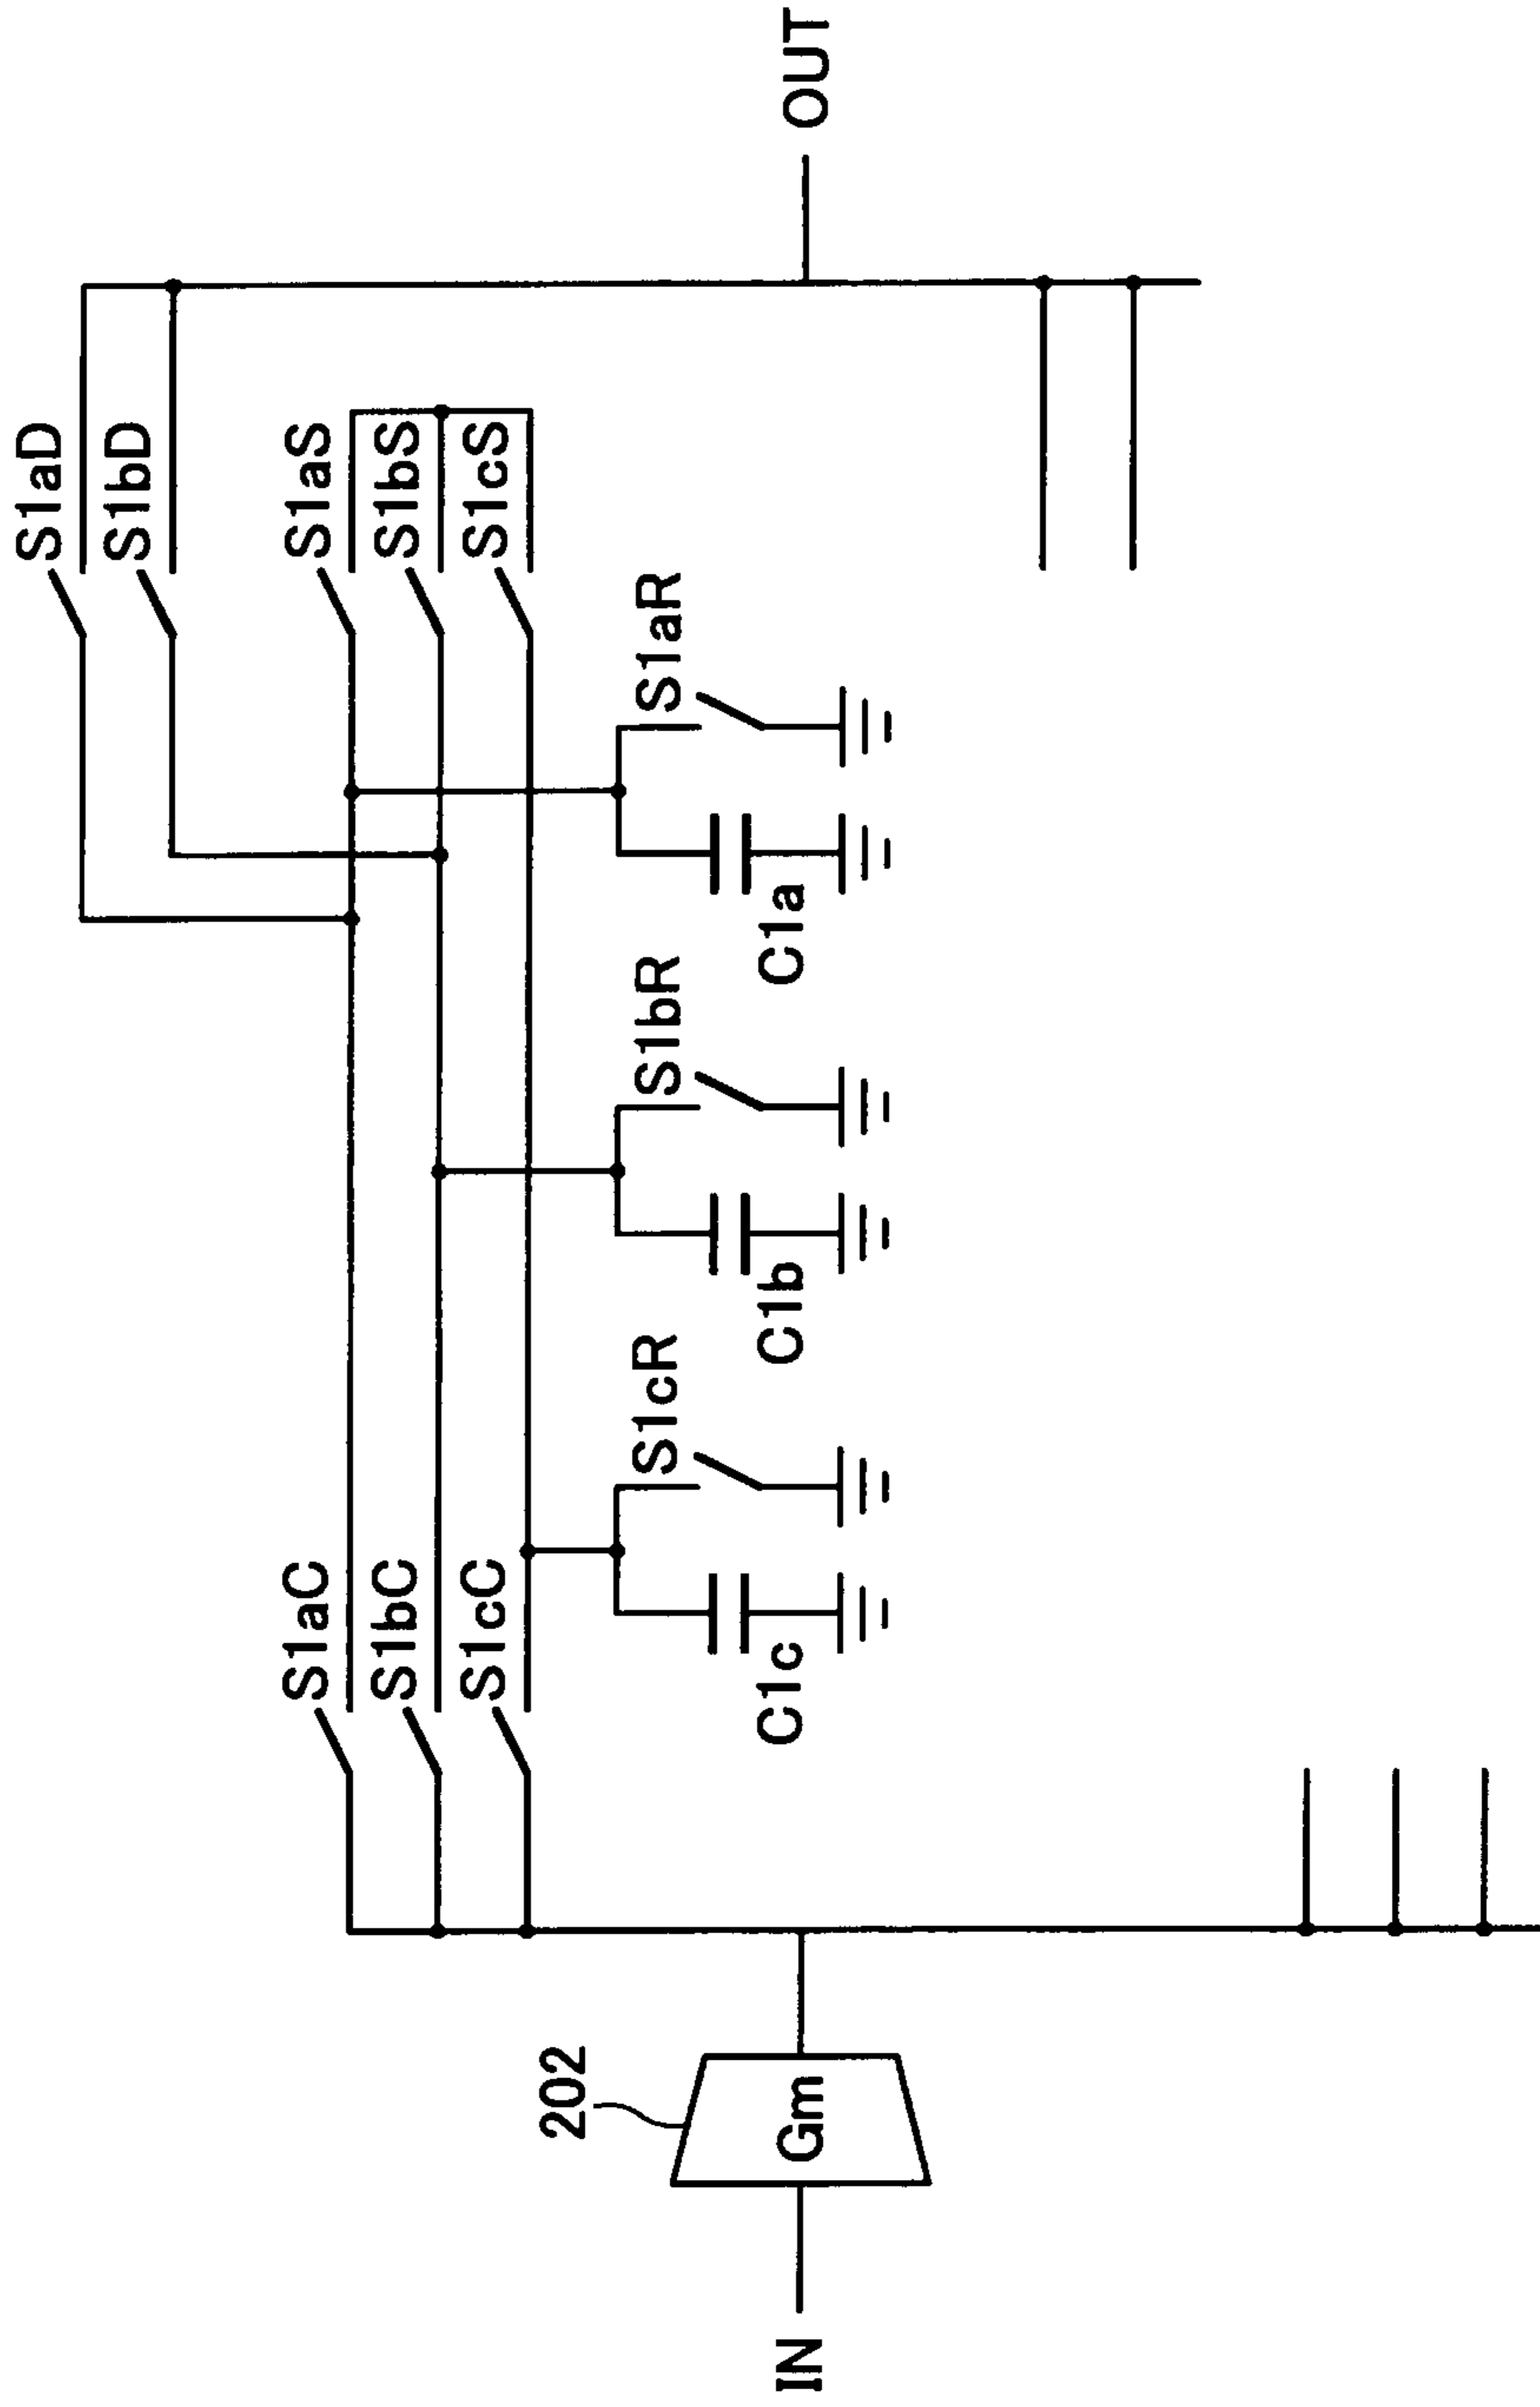 S1aD
S1bD
S1aS
S1bS
S1cS
OUT
S1aR
C1a
S1bR
C1b
S1cR
C1c
S1aC
S1bC
S1cC
202
Gm
IN